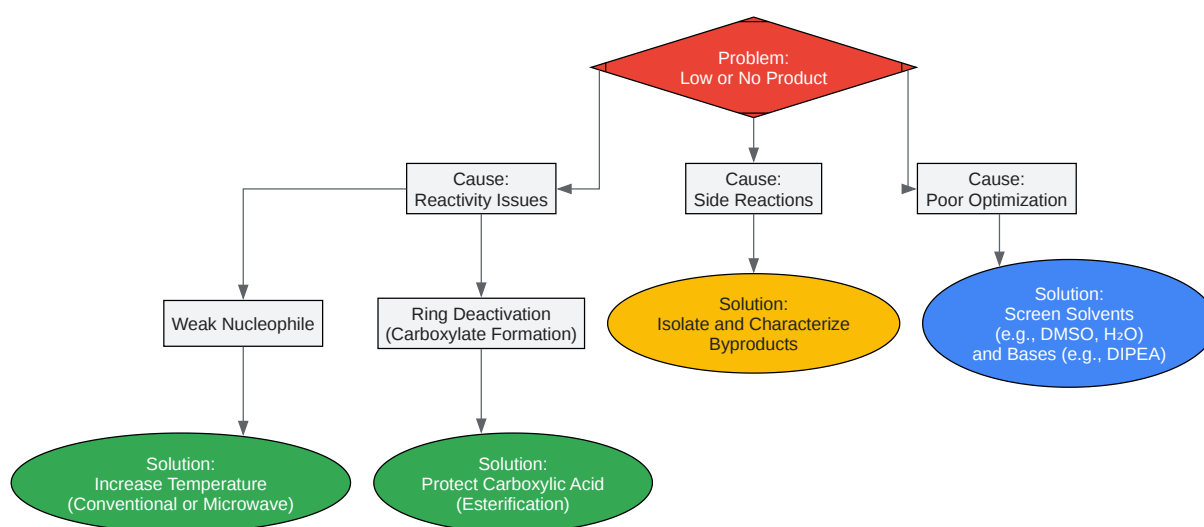 Problem:
Low or No Product
Cause:
Reactivity Issues
Cause:
Side Reactions
Cause:
Poor Optimization
Weak Nucleophile
Ring Deactivation
(Carboxylate Formation)
Solution:
Isolate and Characterize
Byproducts
Solution:
Screen Solvents
(e.g., DMSO, H₂O)
and Bases (e.g., DIPEA)
Solution:
Increase Temperature
(Conventional or Microwave)
Solution:
Protect Carboxylic Acid
(Esterification)